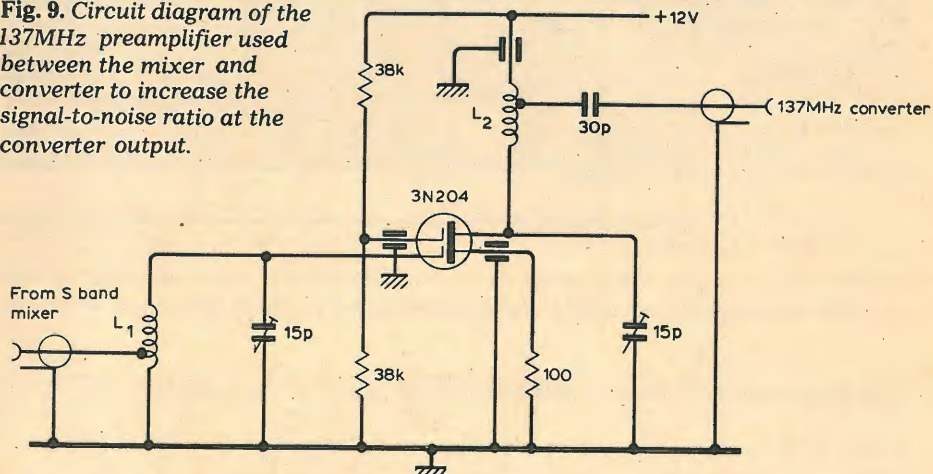 Fig. 9. Circuit diagram of the
137MHz preamplifier used
between the mixer and
converter to increase the
signal-to-noise ratio at the
converter output.
+12V
38k
L2
30p
137MHz converter
3N204
From S band
mixer
L1
15p
38k
100
15p